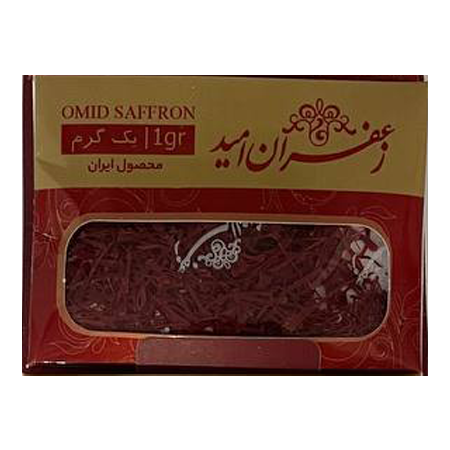 OMID SAFFRON
یک گرم | 1gr
محصول ایران
زعفران امید